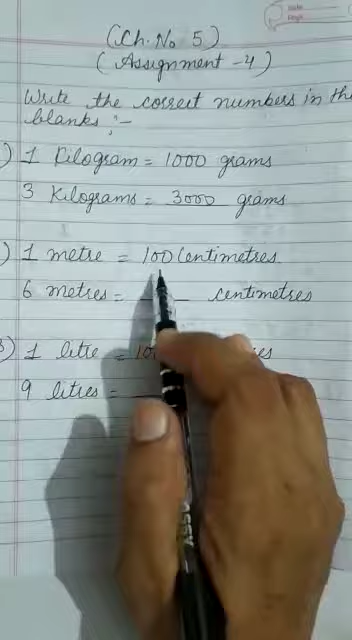 (Ch. No 5)
(Assignment -4)
Write the correct numbers in the
blanks :-
1 Kilogram = 1000 grams
3 Kilograms = 3000 grams
1 metre = 100 Centimetres
6 metres = ____ centimetres
1 litre =
9 litres =